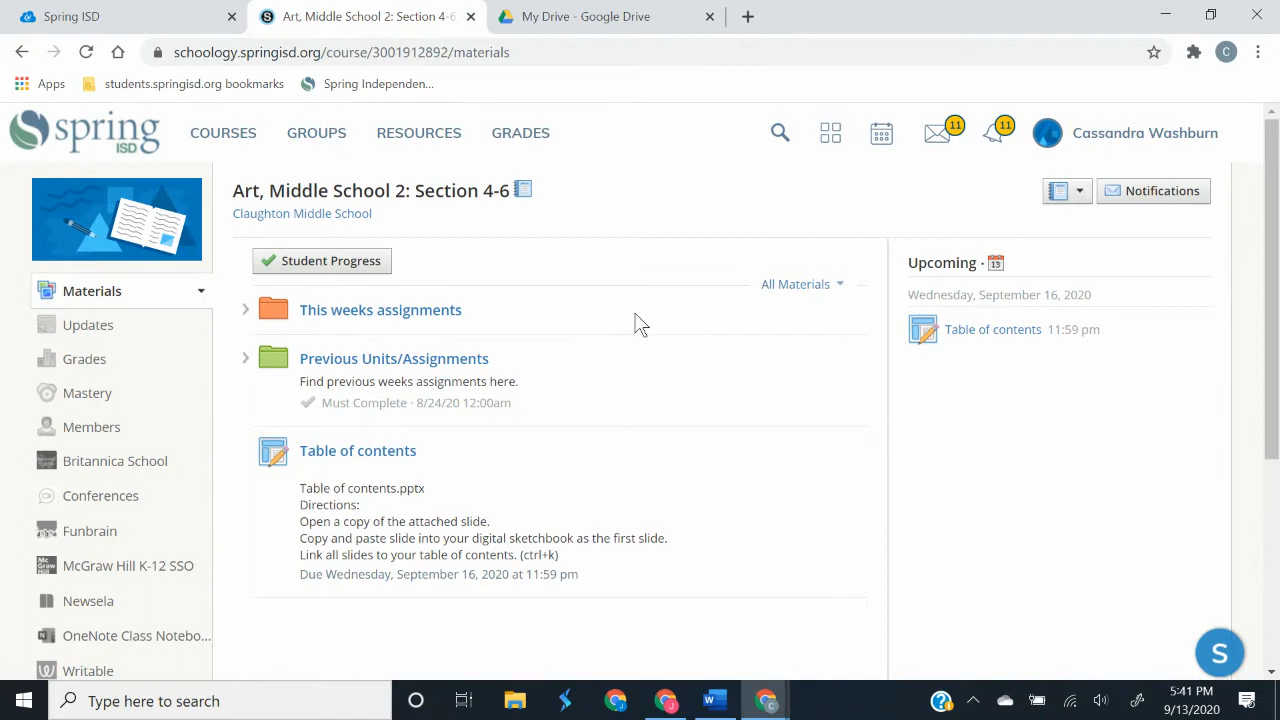 Spring ISD
Art, Middle School 2: Section 4-6
My Drive - Google Drive
schoology.springisd.org/course/3001912892/materials
C
Apps
students.springisd.org bookmarks
Spring Independen...
spring ISD
COURSES
GROUPS
RESOURCES
GRADES
11
11
Cassandra Washburn
Art, Middle School 2: Section 4-6
Claughton Middle School
Notifications
Materials
Updates
Grades
Mastery
Members
Britannica School
Conferences
Funbrain
McGraw Hill K-12 SSO
Newsela
OneNote Class Notebo...
Writable
Student Progress
All Materials
This weeks assignments
Previous Units/Assignments
Find previous weeks assignments here.
Must Complete · 8/24/20 12:00am
Table of contents
Table of contents.pptx
Directions:
Open a copy of the attached slide.
Copy and paste slide into your digital sketchbook as the first slide.
Link all slides to your table of contents. (ctrl+k)
Due Wednesday, September 16, 2020 at 11:59 pm
Upcoming · 13
Wednesday, September 16, 2020
Table of contents 11:59 pm
S
Type here to search
5:41 PM
9/13/2020